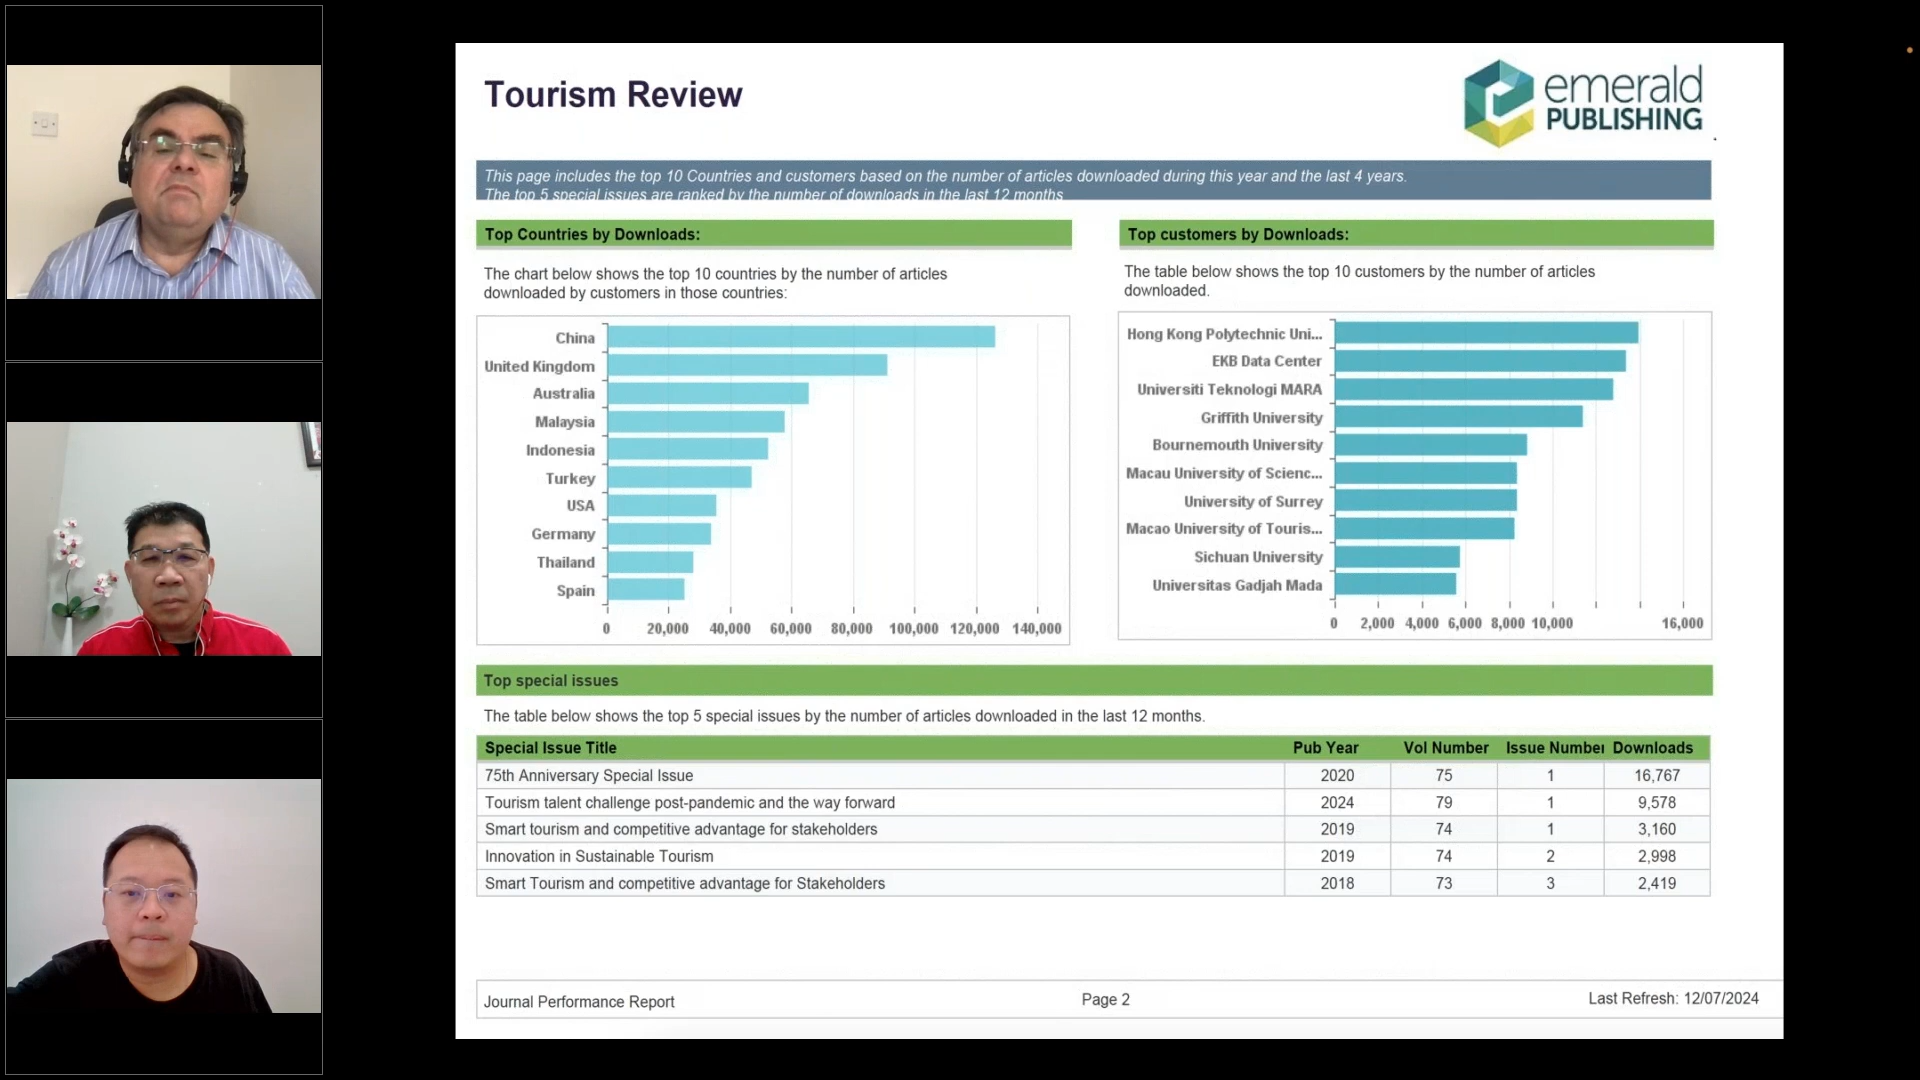 Tourism Review
emerald
PUBLISHING
This page includes the top 10 Countries and customers based on the number of articles downloaded during this year and the last 4 years.
The top 5 special issues are ranked by the number of downloads in the last 12 months
Top Countries by Downloads:
The chart below shows the top 10 countries by the number of articles
downloaded by customers in those countries:
China
United Kingdom
Australia
Malaysia
Indonesia
Turkey
USA
Germany
Thailand
Spain
0 20,000 40,000 60,000 80,000 100,000 120,000 140,000
Top customers by Downloads:
The table below shows the top 10 customers by the number of articles
downloaded.
Hong Kong Polytechnic Uni...
EKB Data Center
Universiti Teknologi MARA
Griffith University
Bournemouth University
Macau University of Scienc...
University of Surrey
Macao University of Touris...
Sichuan University
Universitas Gadjah Mada
0 2,000 4,000 6,000 8,000 10,000 16,000
Top special issues
The table below shows the top 5 special issues by the number of articles downloaded in the last 12 months.
Special Issue Title Pub Year Vol Number Issue Number Downloads
75th Anniversary Special Issue 2020 75 1 16,767
Tourism talent challenge post-pandemic and the way forward 2024 79 1 9,578
Smart tourism and competitive advantage for stakeholders 2019 74 1 3,160
Innovation in Sustainable Tourism 2019 74 2 2,998
Smart Tourism and competitive advantage for Stakeholders 2018 73 3 2,419
Journal Performance Report Page 2 Last Refresh: 12/07/2024